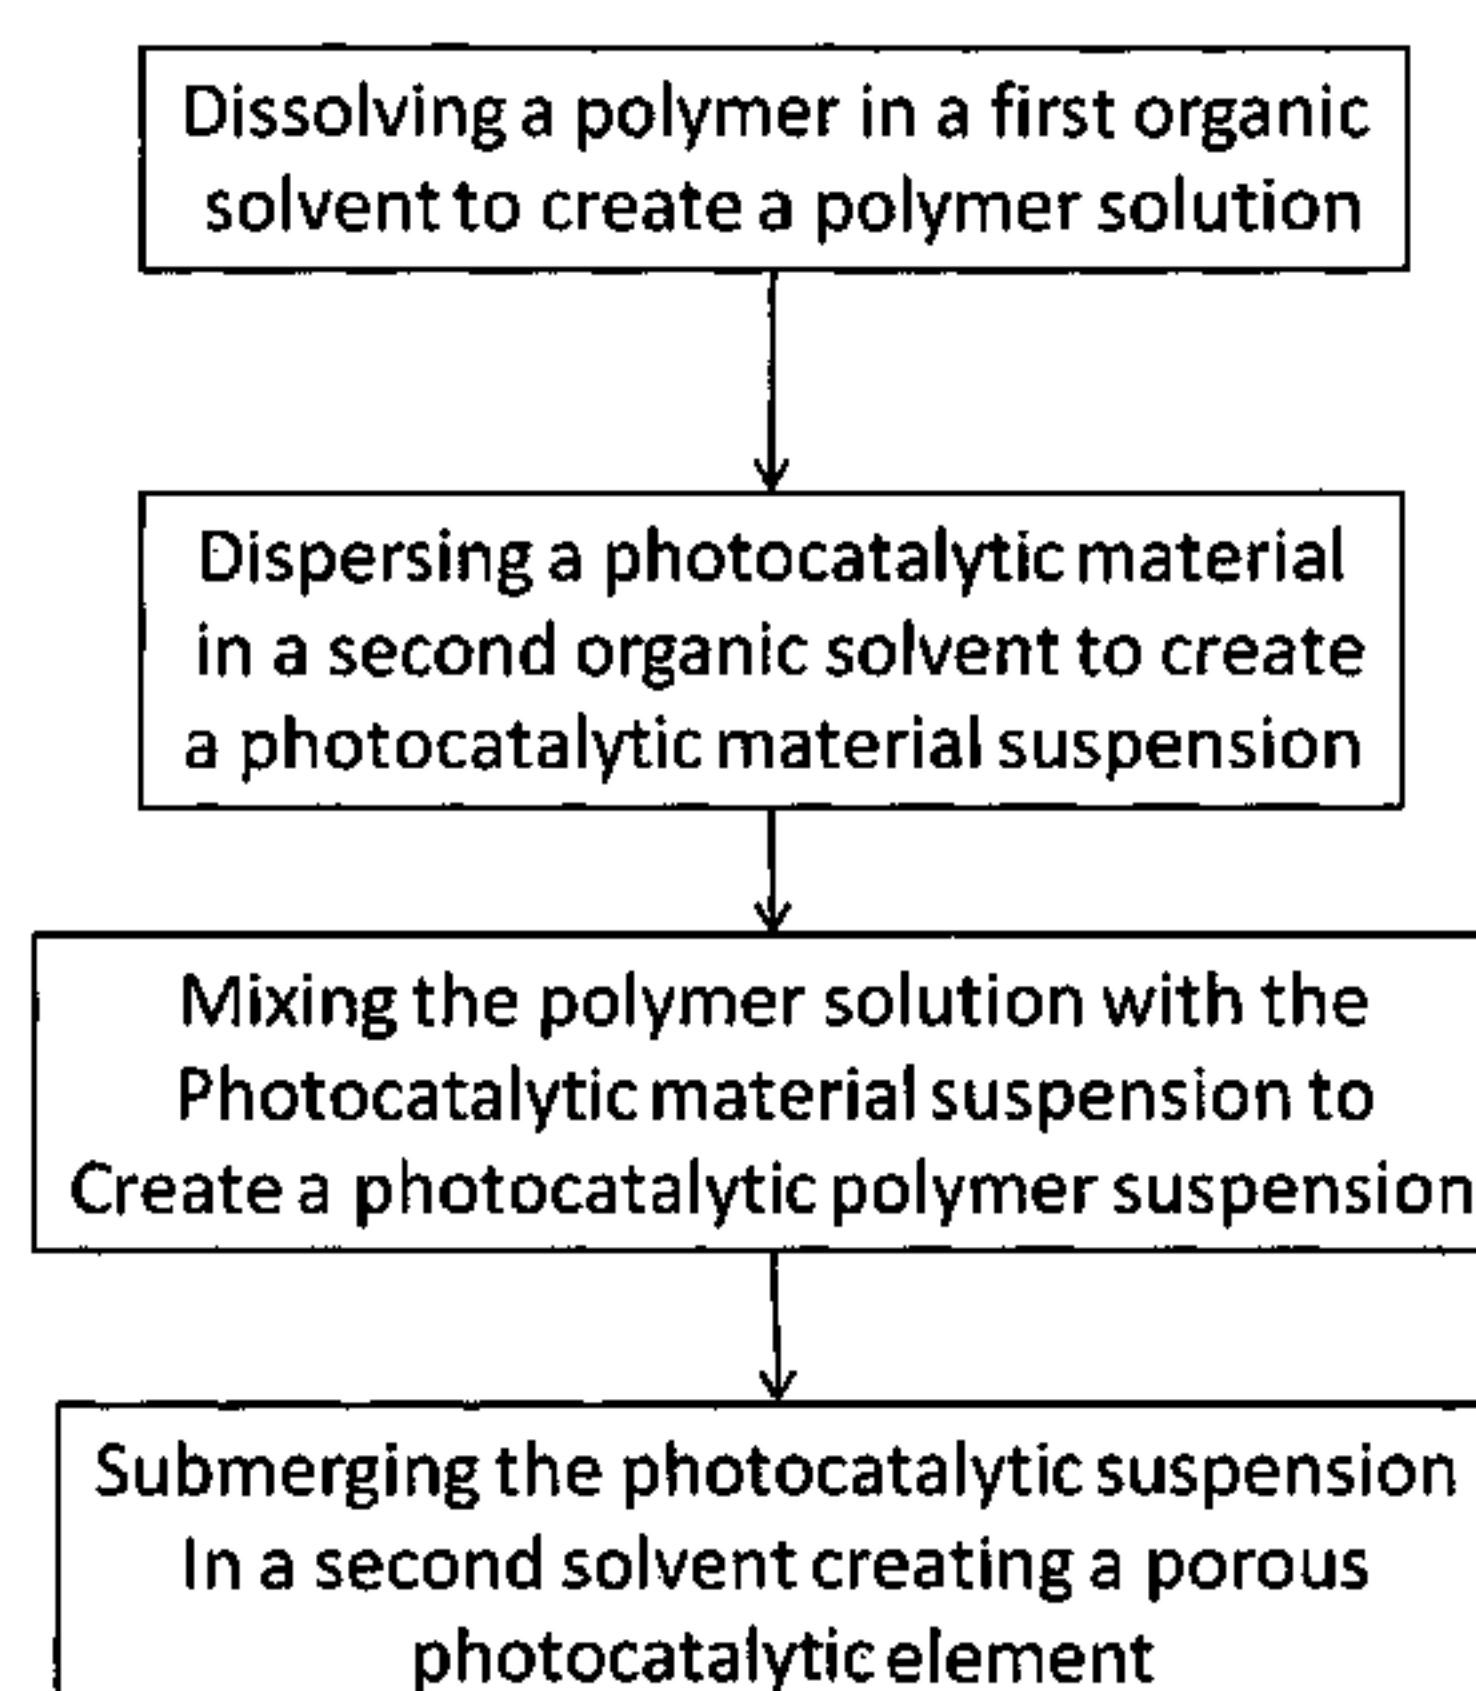 Dissolving a polymer in a first organic
solvent to create a polymer solution
Dispersing a photocatalytic material
in a second organic solvent to create
a photocatalytic material suspension
Mixing the polymer solution with the
Photocatalytic material suspension to
Create a photocatalytic polymer suspension
Submerging the photocatalytic suspension
In a second solvent creating a porous
photocatalytic element